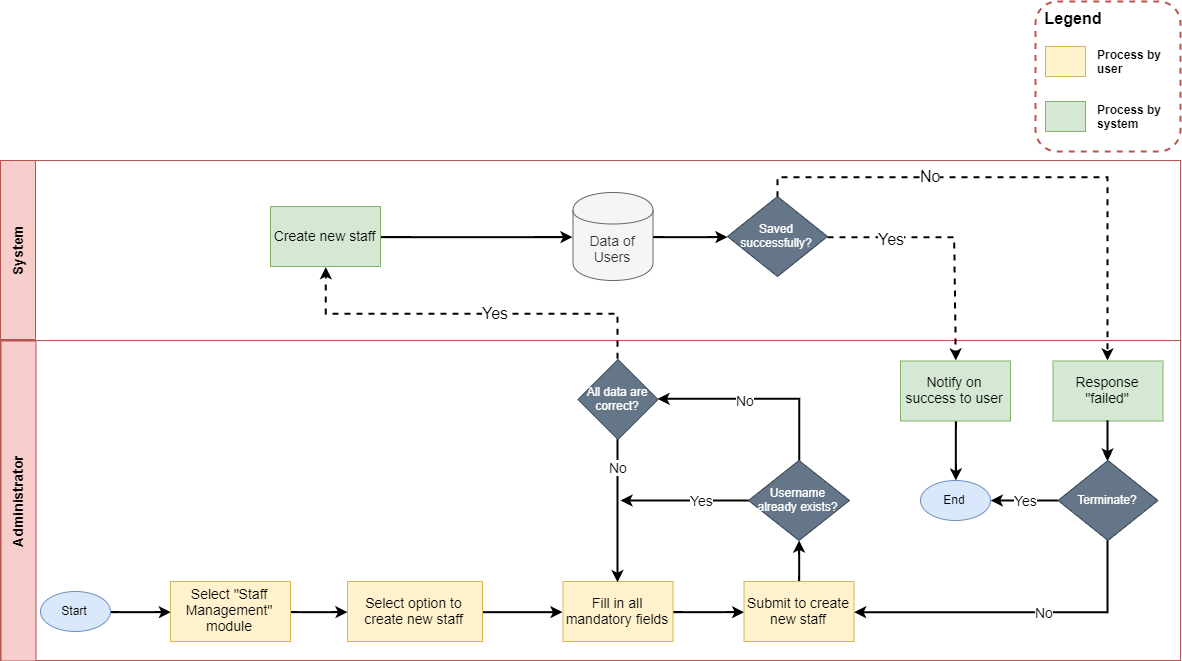 Legend
Process by
user
Process by
system
System
No
Create new staff
Data of
Users
Saved
successfully?
Yes
Yes
Administrator
All data are
correct?
No
Notify on
success to user
Response
"failed"
No
Yes
Username
already exists?
End
Yes
Terminate?
Start
Select "Staff
Management"
module
Select option to
create new staff
Fill in all
mandatory fields
Submit to create
new staff
No